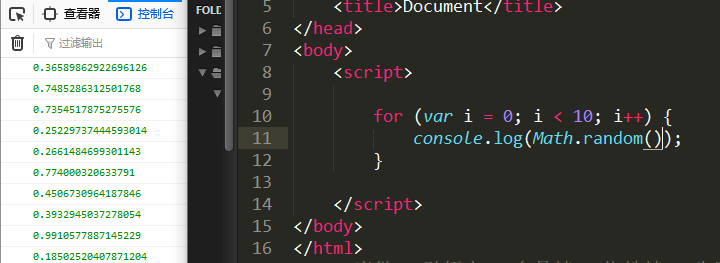 查看器 控制台
过滤输出
0.36589862922696126
0.7485286312501768
0.7354517875275576
0.25229737444593014
0.2661484699301143
0.774000320633791
0.4506730964187846
0.3932945037278054
0.9910577887145229
0.18502520407871204
FOLD
5 <title>Document</title>
6 </head>
7 <body>
8 <script>
9
10 for (var i = 0; i < 10; i++) {
11 console.log(Math.random());
12 }
13
14 </script>
15 </body>
16 </html>